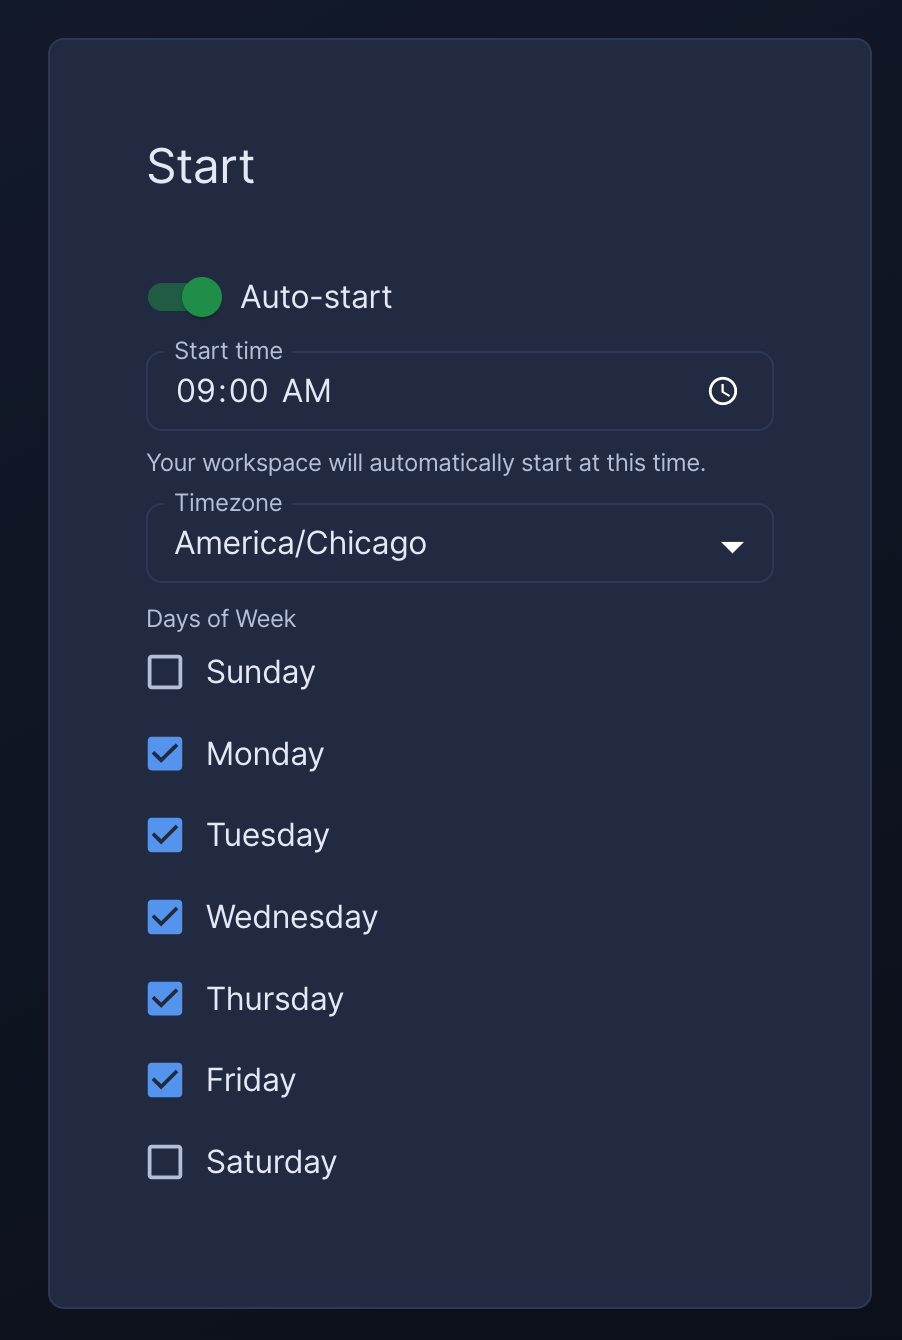 Start
Auto-start
Start time
09:00 AM
Your workspace will automatically start at this time.
Timezone
America/Chicago
Days of Week
Sunday
Monday
Tuesday
Wednesday
Thursday
Friday
Saturday